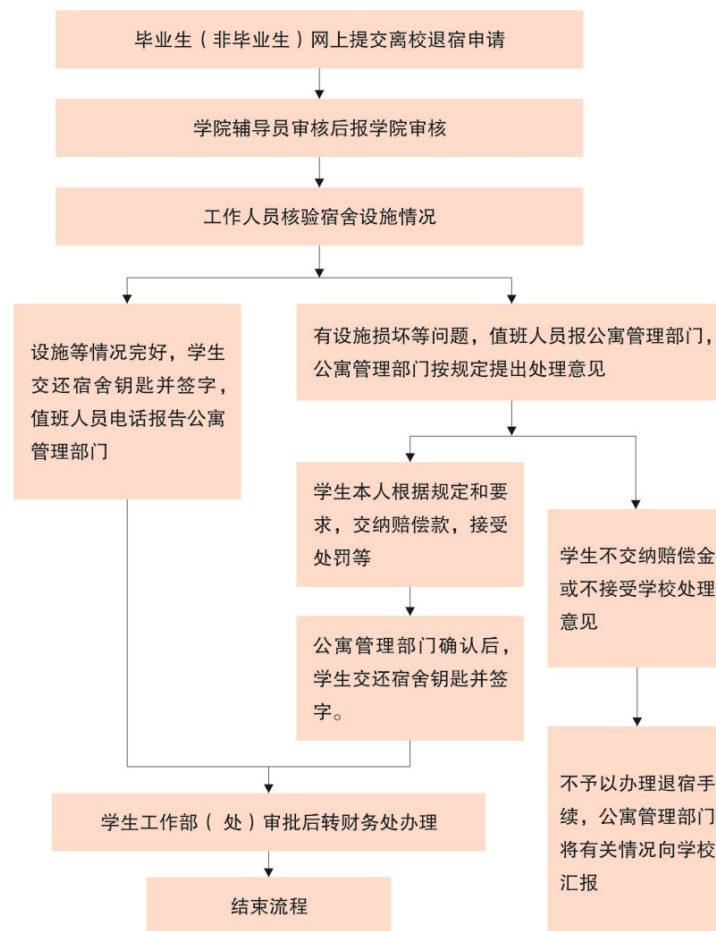 毕业生（非毕业生）网上提交离校退宿申请
学院辅导员审核后报学院审核
工作人员核验宿舍设施情况
设施等情况完好，学生
交还宿舍钥匙并签字，
值班人员电话报告公寓
管理部门
有设施损坏等问题，值班人员报公寓管理部门，
公寓管理部门按规定提出处理意见
学生本人根据规定和要
求，交纳赔偿款，接受
处罚等
学生不交纳赔偿金
或不接受学校处理
意见
公寓管理部门确认后，
学生交还宿舍钥匙并签
字。
不予以办理退宿手
续，公寓管理部门
将有关情况向学校
汇报
学生工作部（ 处）审批后转财务处办理
结束流程